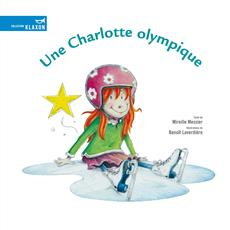 COLLECTION KLAXON
Une Charlotte olympique
Texte de
Mireille Messier
Illustrations de
Benoît Laverdière